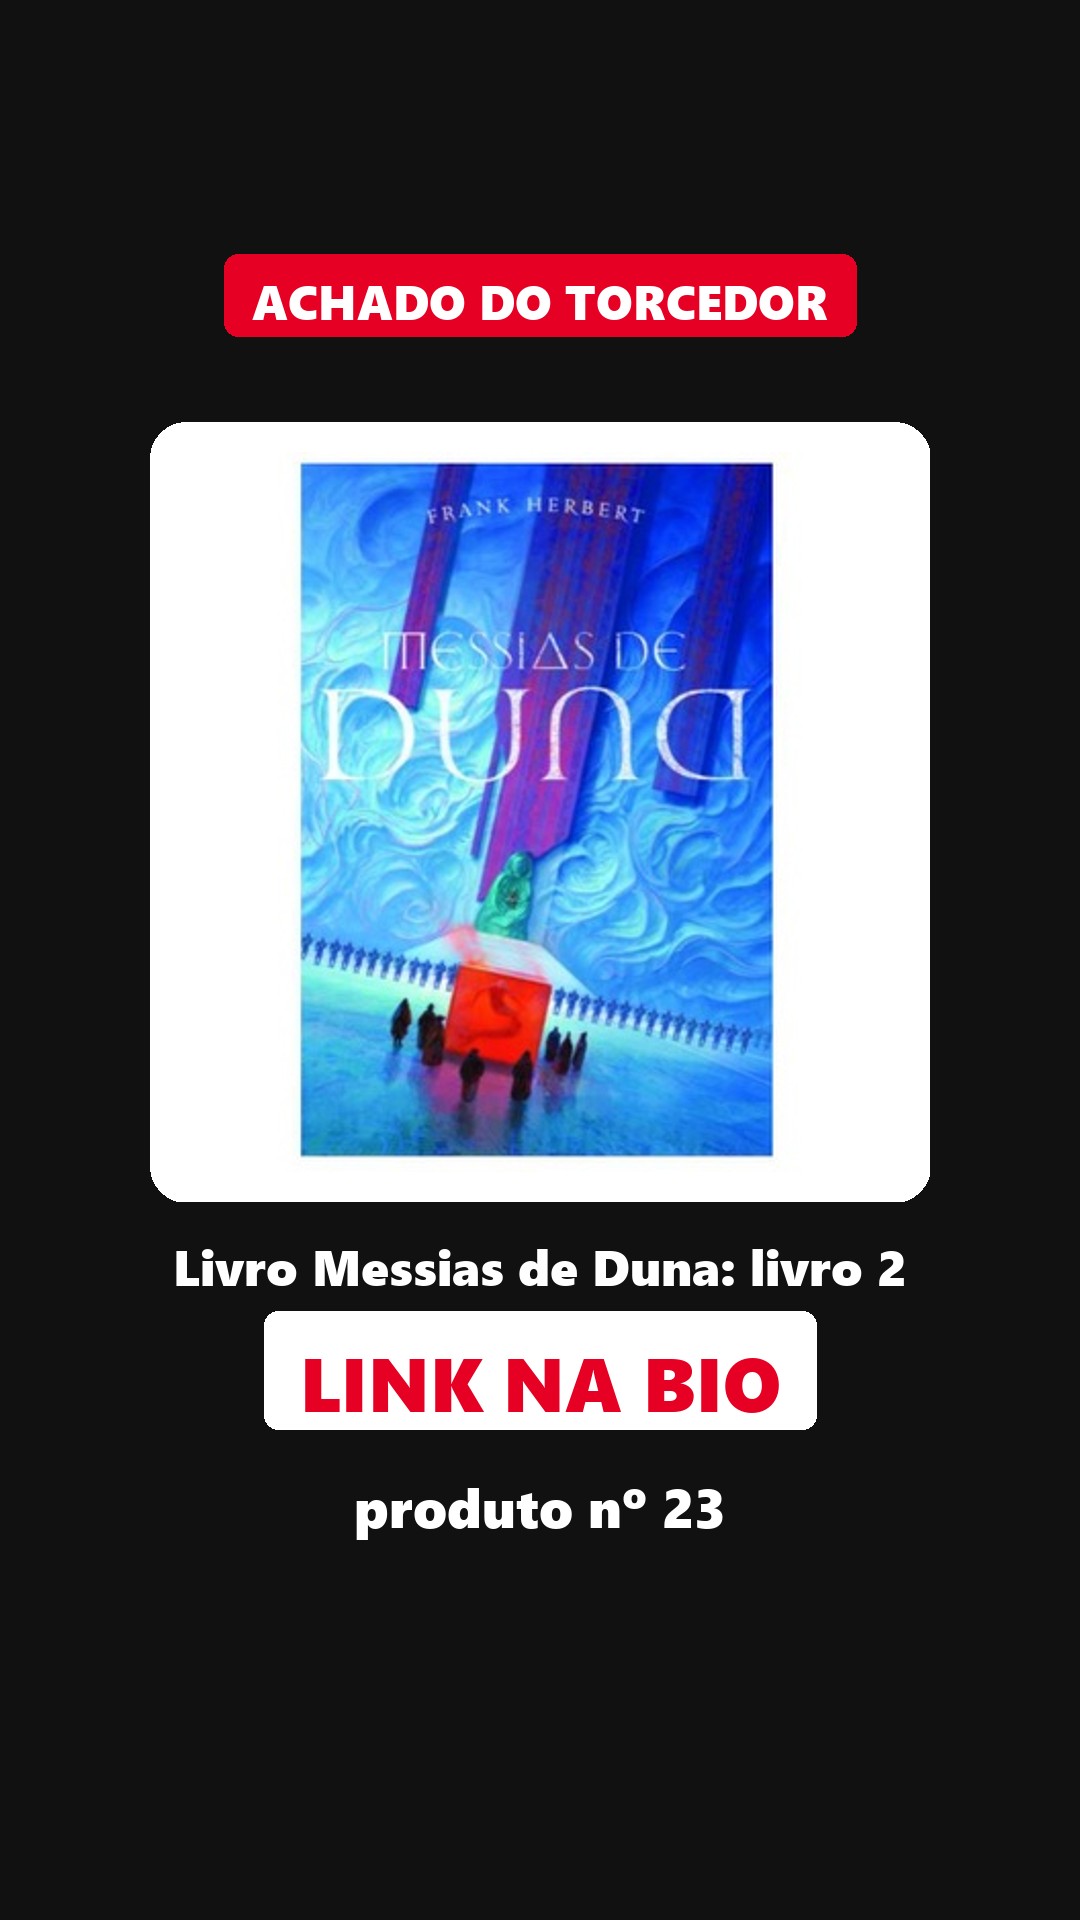 ACHADO DO TORCEDOR
FRANK HERBERT
MESSIAS DE
DUNA
Livro Messias de Duna: livro 2
LINK NA BIO
produto nº 23